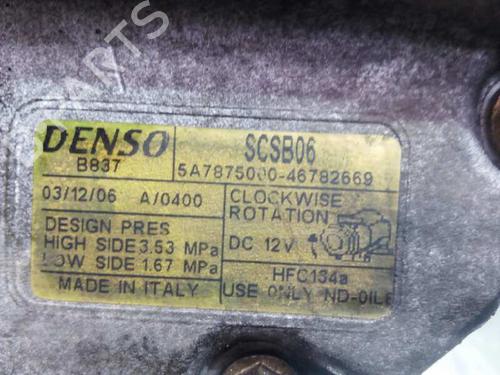 PARTS
DENSO
B837
SCSB06
5A7875000-46782669
03/12/06 A/0400
CLOCKWISE
ROTATION
DESIGN PRES
HIGH SIDE 3.53 MPa
LOW SIDE 1.67 MPa
DC 12V
HFC134a
MADE IN ITALY
USE ONLY ND-OIL8